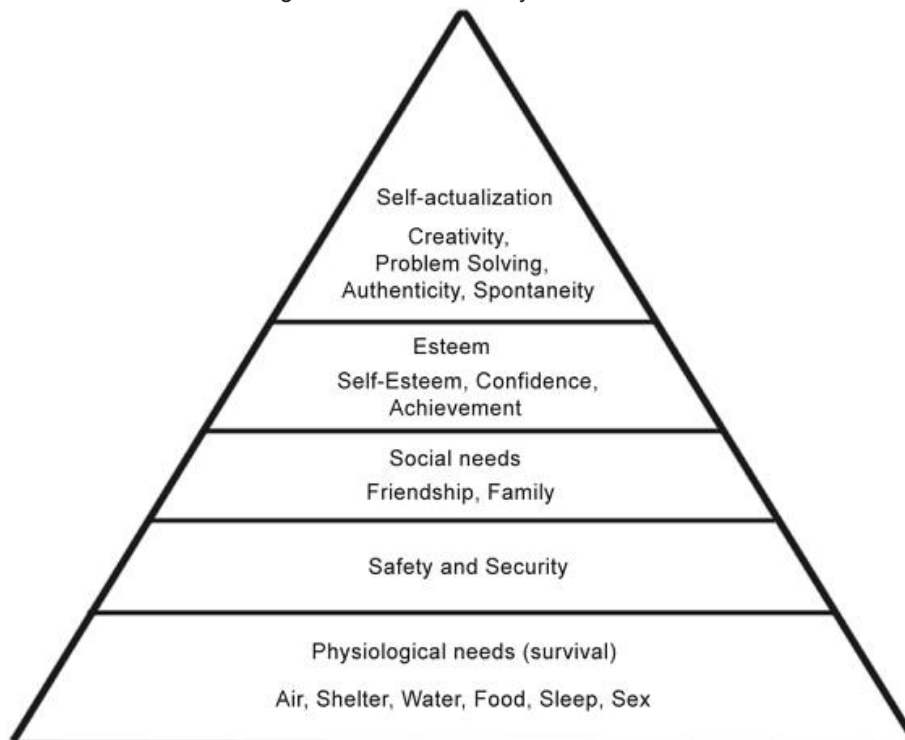 Self-actualization
Creativity,
Problem Solving,
Authenticity, Spontaneity
Esteem
Self-Esteem, Confidence,
Achievement
Social needs
Friendship, Family
Safety and Security
Physiological needs (survival)
Air, Shelter, Water, Food, Sleep, Sex